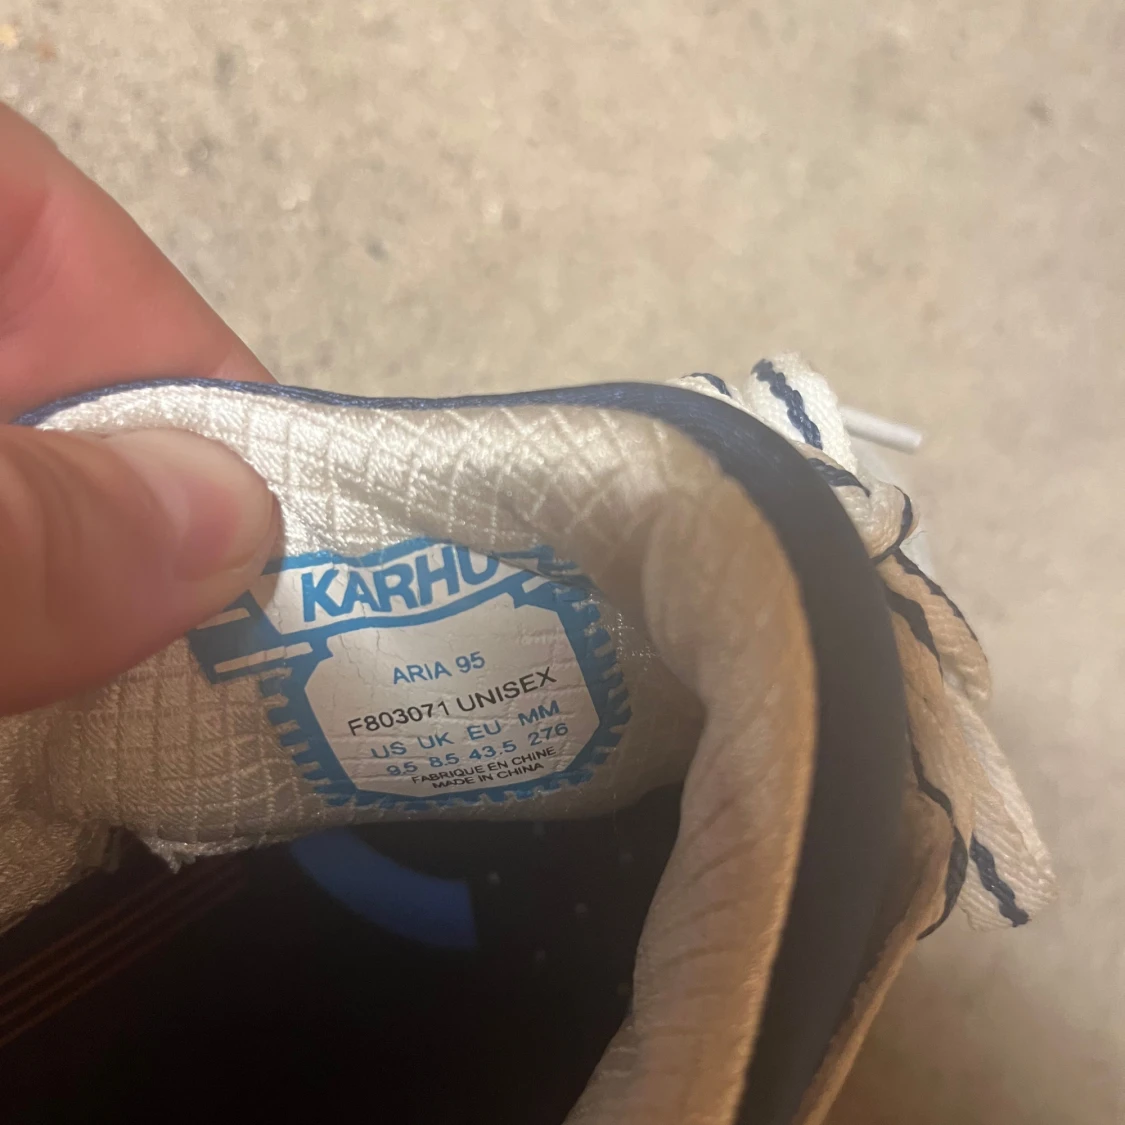 KARHU
ARIA 95
F803071 UNISEX
US UK EU MM
9.5 8.5 43.5 276
FABRIQUE EN CHINE
MADE IN CHINA